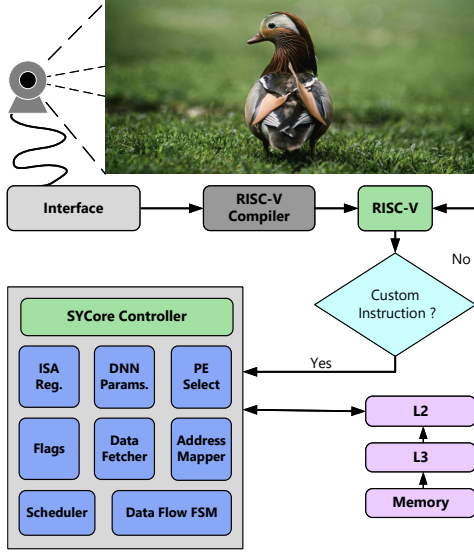 Interface
RISC-V
Compiler
RISC-V
No
Custom
Instruction ?
Yes
SYCore Controller
ISA
Reg.
DNN
Params.
PE
Select
Flags
Data
Fetcher
Address
Mapper
Scheduler
Data Flow FSM
L2
L3
Memory